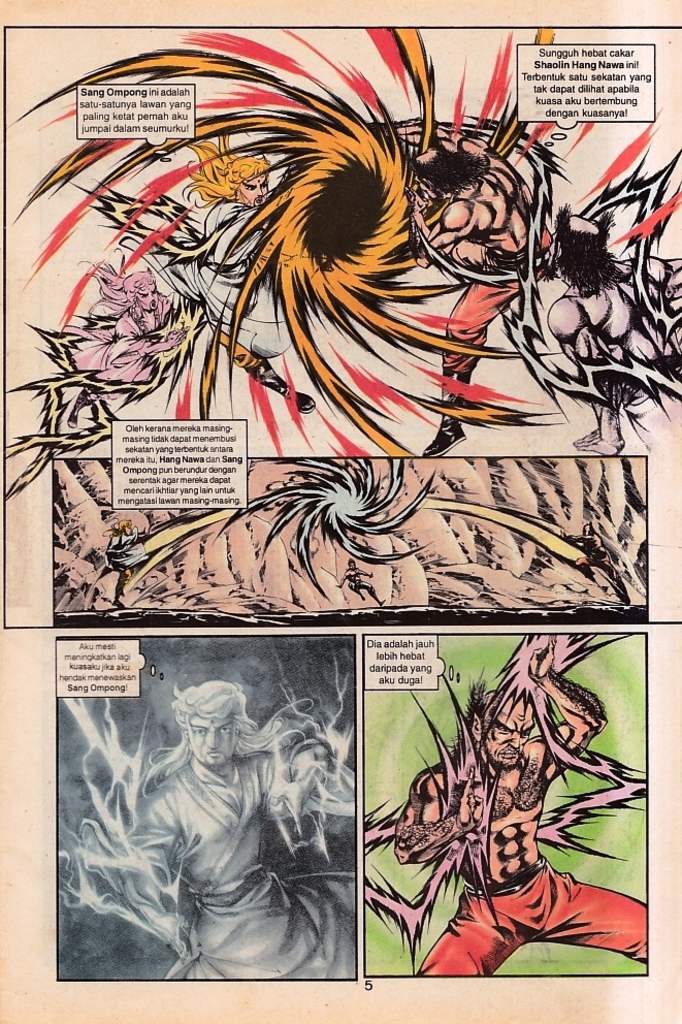 Sang Ompong ini adalah
satu-satunya lawan yang
paling ketat pernah aku
jumpai dalam seumurku!
Sungguh hebat cakar
Shaolin Hang Nawa ini!
Terbentuk satu sekatan yang
tak dapat dilihat apabila
kuasa aku bertembung
dengan kuasanya!
Oleh kerana mereka masing-
masing tidak dapat menembusi
sekatan yang terbentuk antara
mereka itu, Hang Nawa dan Sang
Ompong pun berundur dengan
serentak agar mereka dapat
mencari ikhtiar yang lain untuk
mengatasi lawan masing-masing.
Aku mesti
meningkatkan lagi
kuasaku jika aku
hendak menewaskan
Sang Ompong!
Dia adalah jauh
lebih hebat
daripada yang
aku duga!
5